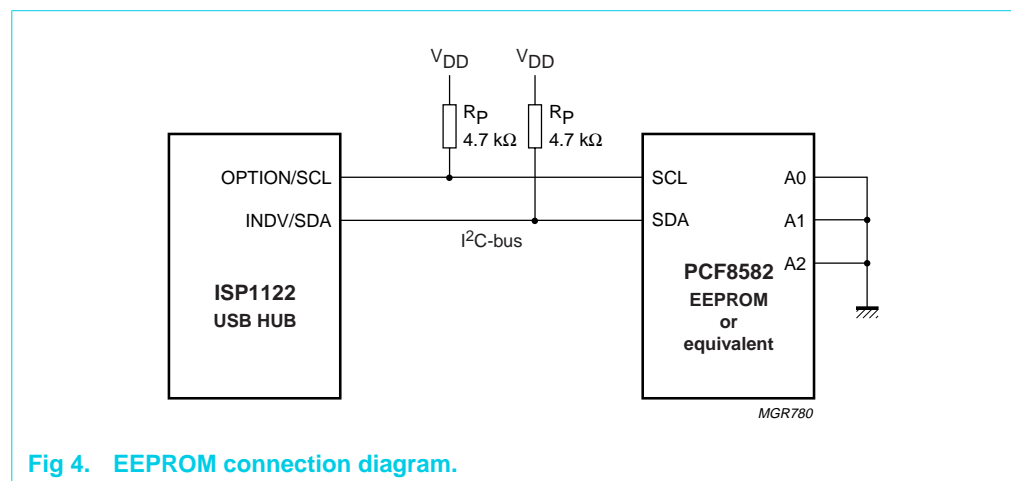 VDD VDD
RP RP
4.7 kΩ 4.7 kΩ
OPTION/SCL SCL A0
INDV/SDA SDA A1
I2C-bus
A2
PCF8582
ISP1122 EEPROM
USB HUB or
equivalent
MGR780
Fig 4. EEPROM connection diagram.